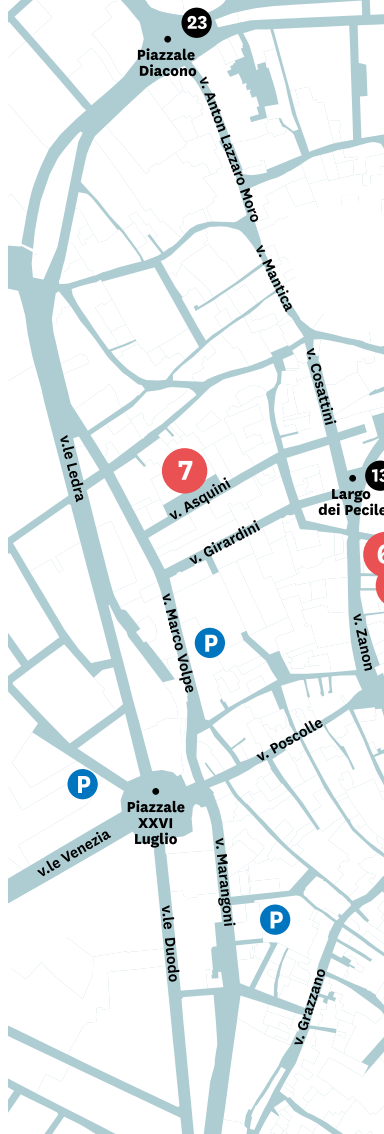 23
Piazzale
Diacono
v. Anton Lazzaro Moro
v. Mantica
v. Cosattini
v.le Ledra
7
v. Asquini
13
Largo
dei Pecile
v. Girardini
6
v. Marco Volpe
P
v. Zanon
v. Poscolle
P
Piazzale
XXVI
Luglio
v.le Venezia
v. Marangoni
P
v.le Duodo
v. Grazzano